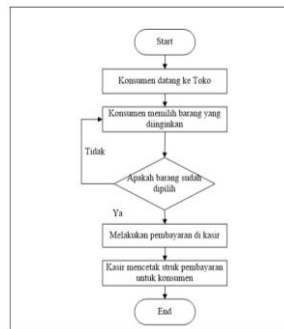 Start
Konsumen datang ke Toko
Konsumen memilih barang yang
diinginkan
Tidak
Apakah barang sudah
dipilih
Ya
Melakukan pembayaran di kasir
Kasir mencetak struk pembayaran
untuk konsumen
End